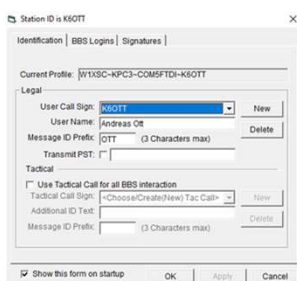 Station ID is K6OTT
Identification BBS Logins Signatures
Current Profile: W1XSC~KPC3~COM5FTDI~K6OTT
Legal
User Call Sign: K6OTT New
User Name: Andreas Ott
Delete
Message ID Prefix: OTT (3 Characters max)
Transmit PST:
Tactical
Use Tactical Call for all BBS interaction
Tactical Call Sign: <Choose/Create(New) Tac Call> New
Additional ID Text:
Delete
Message ID Prefix: (3 Characters max)
Show this form on startup OK Apply Cancel